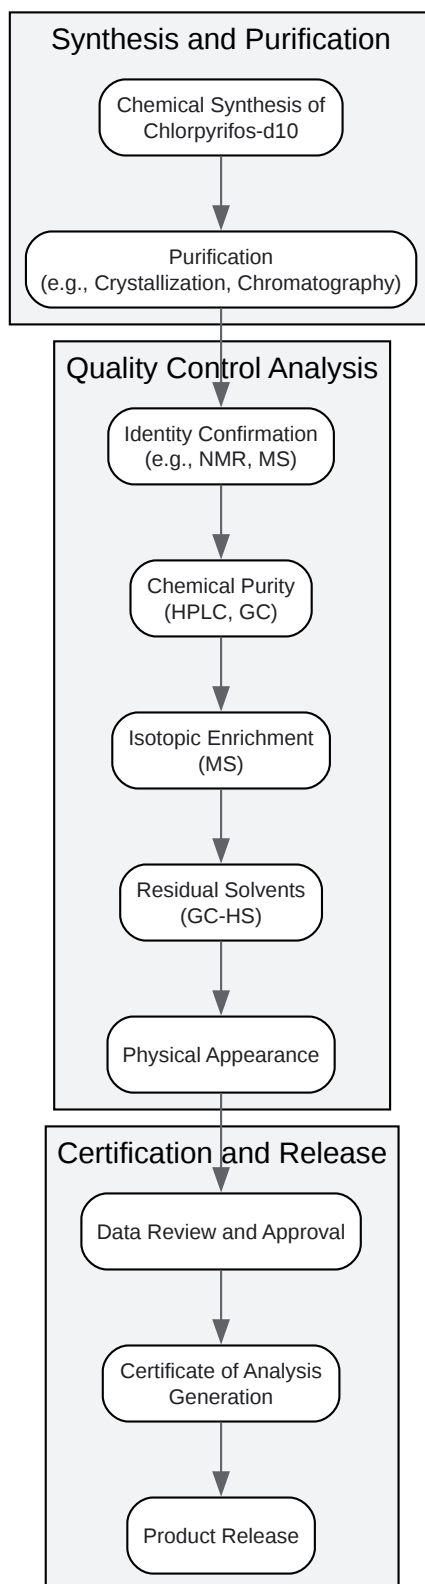 Synthesis and Purification
Chemical Synthesis of
Chlorpyrifos-d10
Purification
(e.g., Crystallization, Chromatography)
Quality Control Analysis
Identity Confirmation
(e.g., NMR, MS)
Chemical Purity
(HPLC, GC)
Isotopic Enrichment
(MS)
Residual Solvents
(GC-HS)
Physical Appearance
Certification and Release
Data Review and Approval
Certificate of Analysis
Generation
Product Release